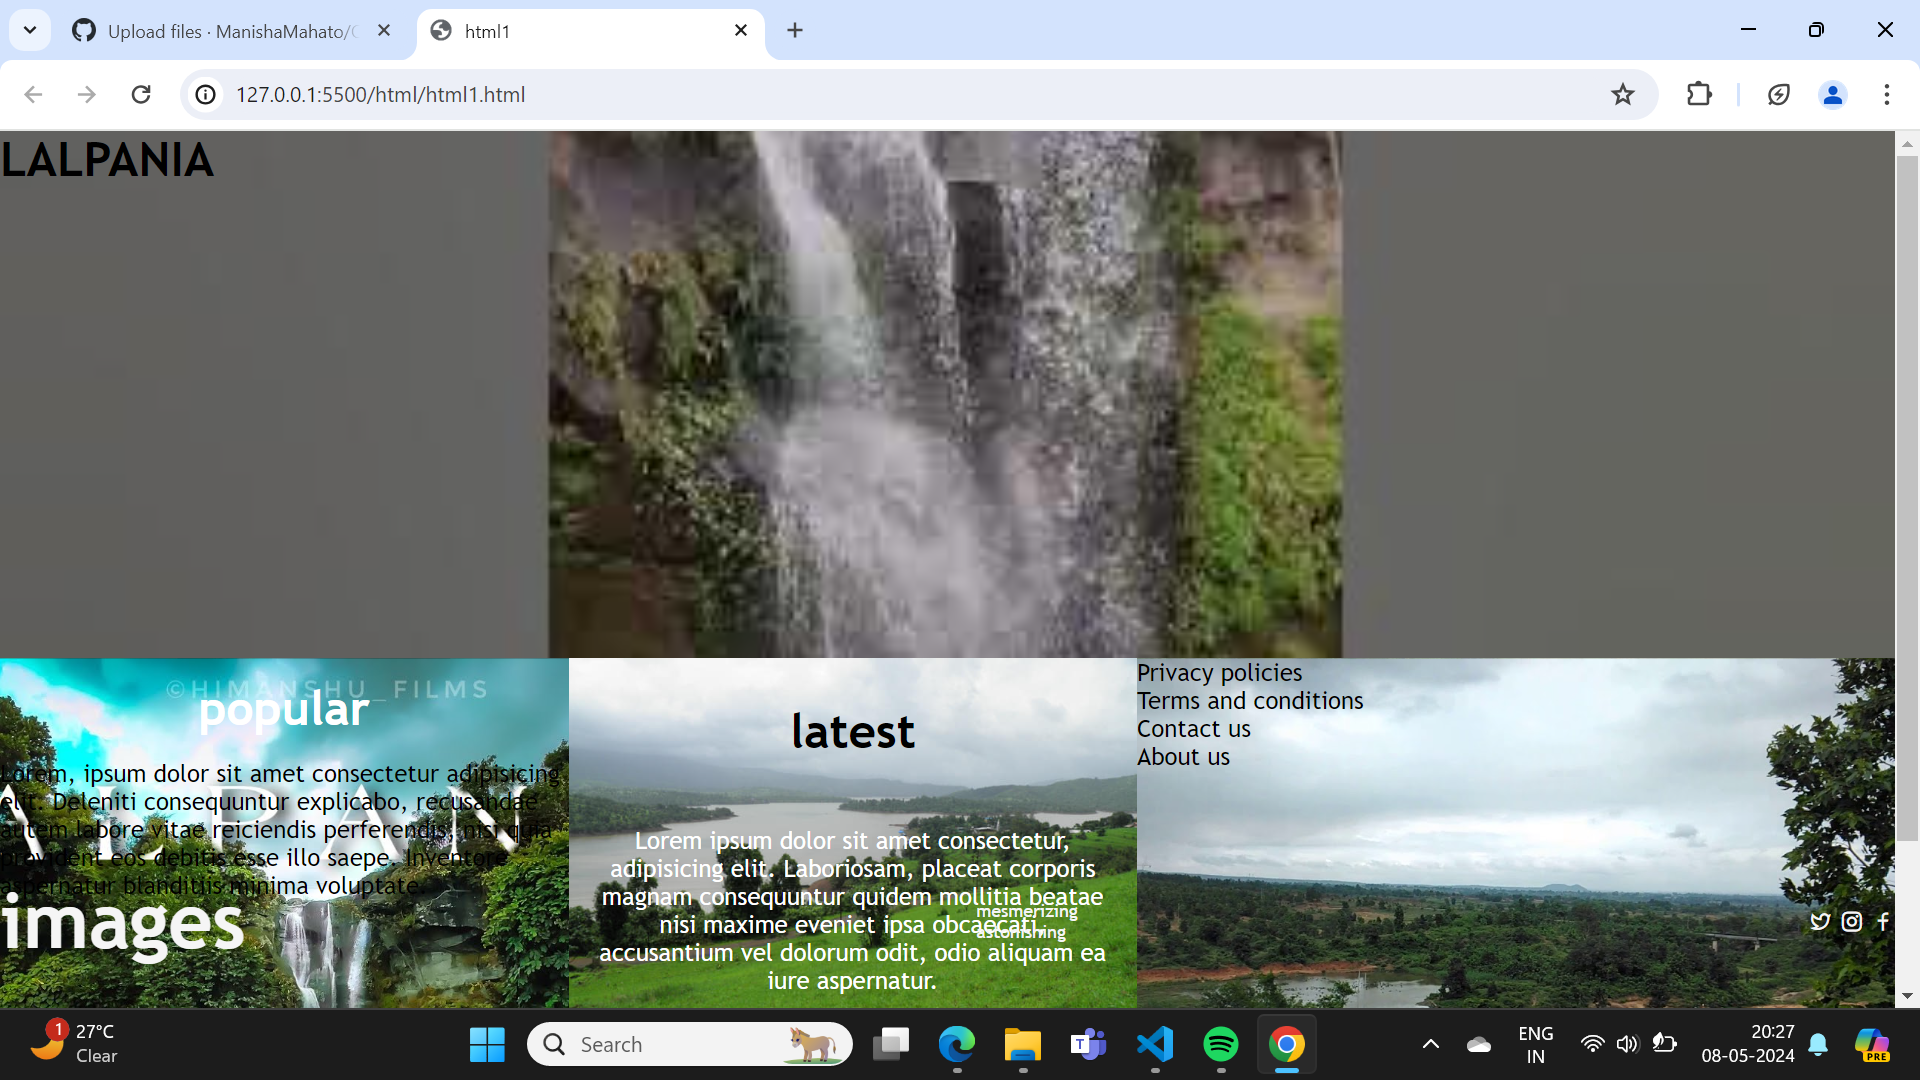 Upload files · ManishaMahato/
html1
127.0.0.1:5500/html/html1.html
LALPANIA
©HIMANSHU_FILMS
popular
Lorem, ipsum dolor sit amet consectetur adipisicing
elit. Deleniti consequuntur explicabo, recusandae
autem labore vitae reiciendis perferendis, nisi quia
provident eos debitis esse illo saepe. Inventore
aspernatur blanditiis minima voluptate.
ALPAN
images
latest
Lorem ipsum dolor sit amet consectetur,
adipisicing elit. Laboriosam, placeat corporis
magnam consequuntur quidem mollitia beatae
nisi maxime eveniet ipsa obcaecati,
accusantium vel dolorum odit, odio aliquam ea
iure aspernatur.
mesmerizing
astonishing
Privacy policies
Terms and conditions
Contact us
About us
1
27°C
Clear
Search
T
ENG
IN
20:27
08-05-2024
PRE